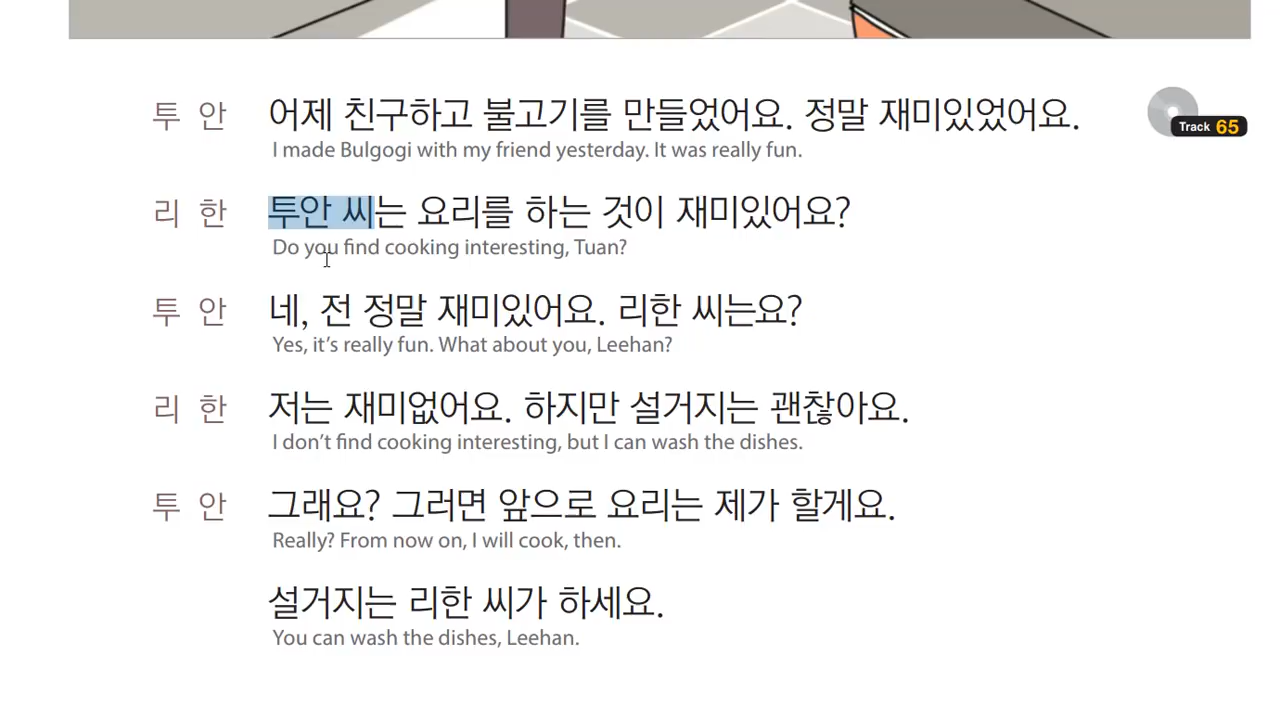 투 안 어제 친구하고 불고기를 만들었어요. 정말 재미있었어요.
Track 65
I made Bulgogi with my friend yesterday. It was really fun.
리 한 투안 씨는 요리를 하는 것이 재미있어요?
Do you find cooking interesting, Tuan?
투 안 네, 전 정말 재미있어요. 리한 씨는요?
Yes, it’s really fun. What about you, Leehan?
리 한 저는 재미없어요. 하지만 설거지는 괜찮아요.
I don’t find cooking interesting, but I can wash the dishes.
투 안 그래요? 그러면 앞으로 요리는 제가 할게요.
Really? From now on, I will cook, then.
설거지는 리한 씨가 하세요.
You can wash the dishes, Leehan.